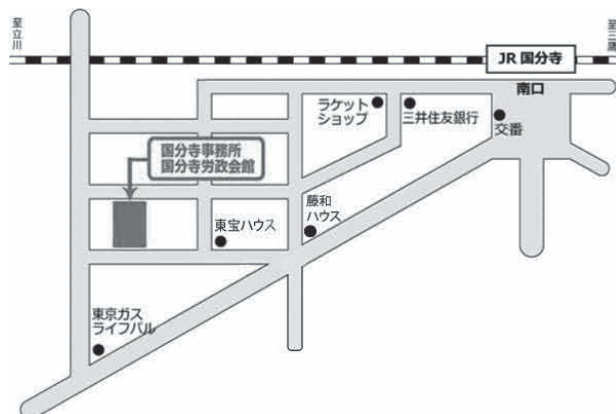 至立川
至三鷹
JR 国分寺
南口
ラケット
ショップ
三井住友銀行
交番
国分寺事務所
国分寺労政会館
東宝ハウス
藤和
ハウス
東京ガス
ライフバル